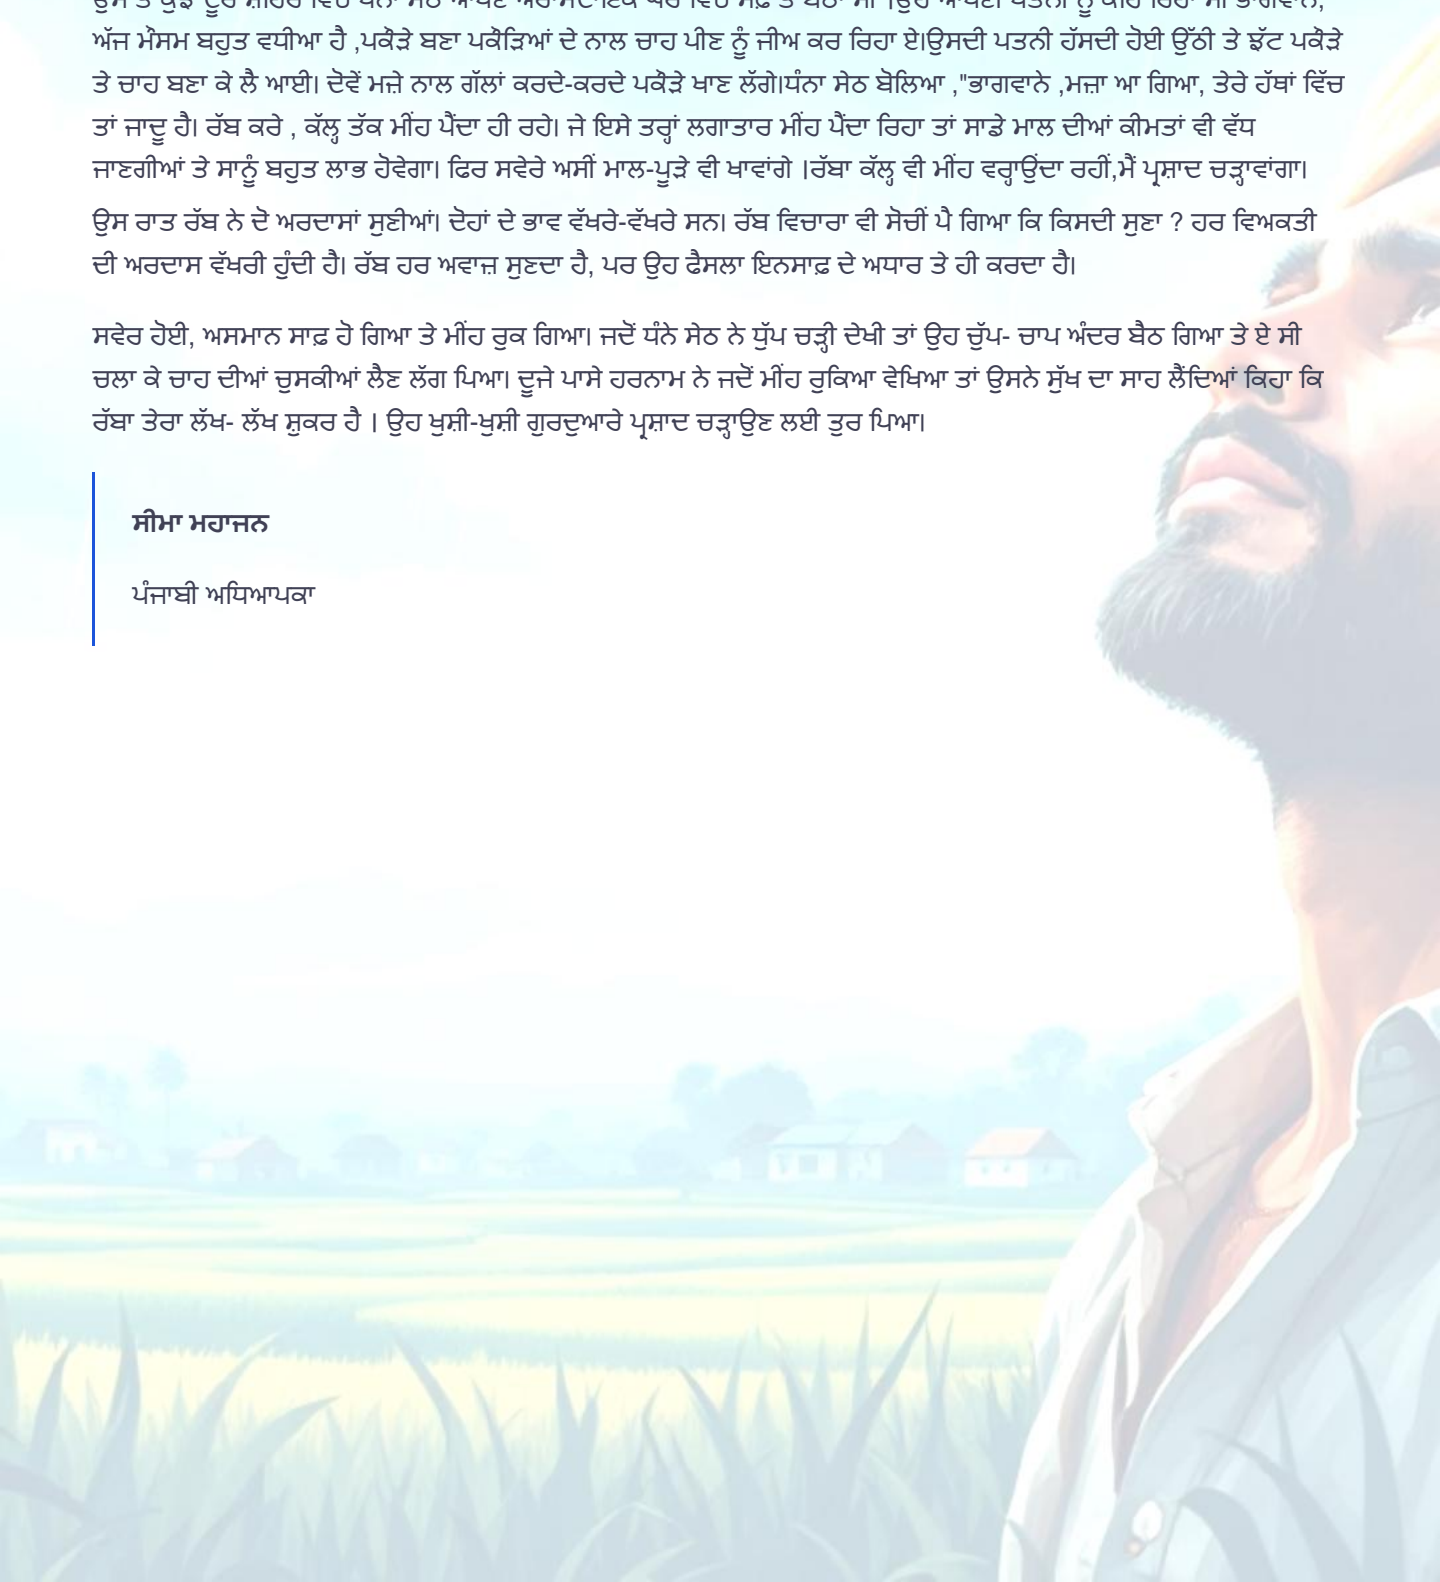 ਅੱਜ ਮੌਸਮ ਬਹੁਤ ਵਧੀਆ ਹੈ ,ਪਕੌੜੇ ਬਣਾ ਪਕੌੜਿਆਂ ਦੇ ਨਾਲ ਚਾਹ ਪੀਣ ਨੂੰ ਜੀਅ ਕਰ ਰਿਹਾ ਏ।ਉਸਦੀ ਪਤਨੀ ਹੱਸਦੀ ਹੋਈ ਉੱਠੀ ਤੇ ਝੱਟ ਪਕੌੜੇ
ਤੇ ਚਾਹ ਬਣਾ ਕੇ ਲੈ ਆਈ। ਦੋਵੇਂ ਮਜ਼ੇ ਨਾਲ ਗੱਲਾਂ ਕਰਦੇ-ਕਰਦੇ ਪਕੌੜੇ ਖਾਣ ਲੱਗੇ।ਧੰਨਾ ਸੇਠ ਬੋਲਿਆ ,"ਭਾਗਵਾਨੇ ,ਮਜ਼ਾ ਆ ਗਿਆ, ਤੇਰੇ ਹੱਥਾਂ ਵਿੱਚ
ਤਾਂ ਜਾਦੂ ਹੈ। ਰੱਬ ਕਰੇ , ਕੱਲ੍ਹ ਤੱਕ ਮੀਂਹ ਪੈਂਦਾ ਹੀ ਰਹੇ। ਜੇ ਇਸੇ ਤਰ੍ਹਾਂ ਲਗਾਤਾਰ ਮੀਂਹ ਪੈਂਦਾ ਰਿਹਾ ਤਾਂ ਸਾਡੇ ਮਾਲ ਦੀਆਂ ਕੀਮਤਾਂ ਵੀ ਵੱਧ
ਜਾਣਗੀਆਂ ਤੇ ਸਾਨੂੰ ਬਹੁਤ ਲਾਭ ਹੋਵੇਗਾ। ਫਿਰ ਸਵੇਰੇ ਅਸੀਂ ਮਾਲ-ਪੂੜੇ ਵੀ ਖਾਵਾਂਗੇ ।ਰੱਬਾ ਕੱਲ੍ਹ ਵੀ ਮੀਂਹ ਵਰ੍ਹਾਉਂਦਾ ਰਹੀਂ,ਮੈਂ ਪ੍ਰਸ਼ਾਦ ਚੜ੍ਹਾਵਾਂਗਾ।
ਉਸ ਰਾਤ ਰੱਬ ਨੇ ਦੋ ਅਰਦਾਸਾਂ ਸੁਣੀਆਂ। ਦੋਹਾਂ ਦੇ ਭਾਵ ਵੱਖਰੇ-ਵੱਖਰੇ ਸਨ। ਰੱਬ ਵਿਚਾਰਾ ਵੀ ਸੋਚੀਂ ਪੈ ਗਿਆ ਕਿ ਕਿਸਦੀ ਸੁਣਾ ? ਹਰ ਵਿਅਕਤੀ
ਦੀ ਅਰਦਾਸ ਵੱਖਰੀ ਹੁੰਦੀ ਹੈ। ਰੱਬ ਹਰ ਅਵਾਜ਼ ਸੁਣਦਾ ਹੈ, ਪਰ ਉਹ ਫੈਸਲਾ ਇਨਸਾਫ਼ ਦੇ ਅਧਾਰ ਤੇ ਹੀ ਕਰਦਾ ਹੈ।
ਸਵੇਰ ਹੋਈ, ਅਸਮਾਨ ਸਾਫ਼ ਹੋ ਗਿਆ ਤੇ ਮੀਂਹ ਰੁਕ ਗਿਆ। ਜਦੋਂ ਧੰਨੇ ਸੇਠ ਨੇ ਧੁੱਪ ਚੜ੍ਹੀ ਦੇਖੀ ਤਾਂ ਉਹ ਚੁੱਪ- ਚਾਪ ਅੰਦਰ ਬੈਠ ਗਿਆ ਤੇ ਏ ਸੀ
ਚਲਾ ਕੇ ਚਾਹ ਦੀਆਂ ਚੁਸਕੀਆਂ ਲੈਣ ਲੱਗ ਪਿਆ। ਦੂਜੇ ਪਾਸੇ ਹਰਨਾਮ ਨੇ ਜਦੋਂ ਮੀਂਹ ਰੁਕਿਆ ਵੇਖਿਆ ਤਾਂ ਉਸਨੇ ਸੁੱਖ ਦਾ ਸਾਹ ਲੈਂਦਿਆਂ ਕਿਹਾ ਕਿ
ਰੱਬਾ ਤੇਰਾ ਲੱਖ- ਲੱਖ ਸ਼ੁਕਰ ਹੈ । ਉਹ ਖੁਸ਼ੀ-ਖੁਸ਼ੀ ਗੁਰਦੁਆਰੇ ਪ੍ਰਸ਼ਾਦ ਚੜ੍ਹਾਉਣ ਲਈ ਤੁਰ ਪਿਆ।
ਸੀਮਾ ਮਹਾਜਨ
ਪੰਜਾਬੀ ਅਧਿਆਪਕਾ